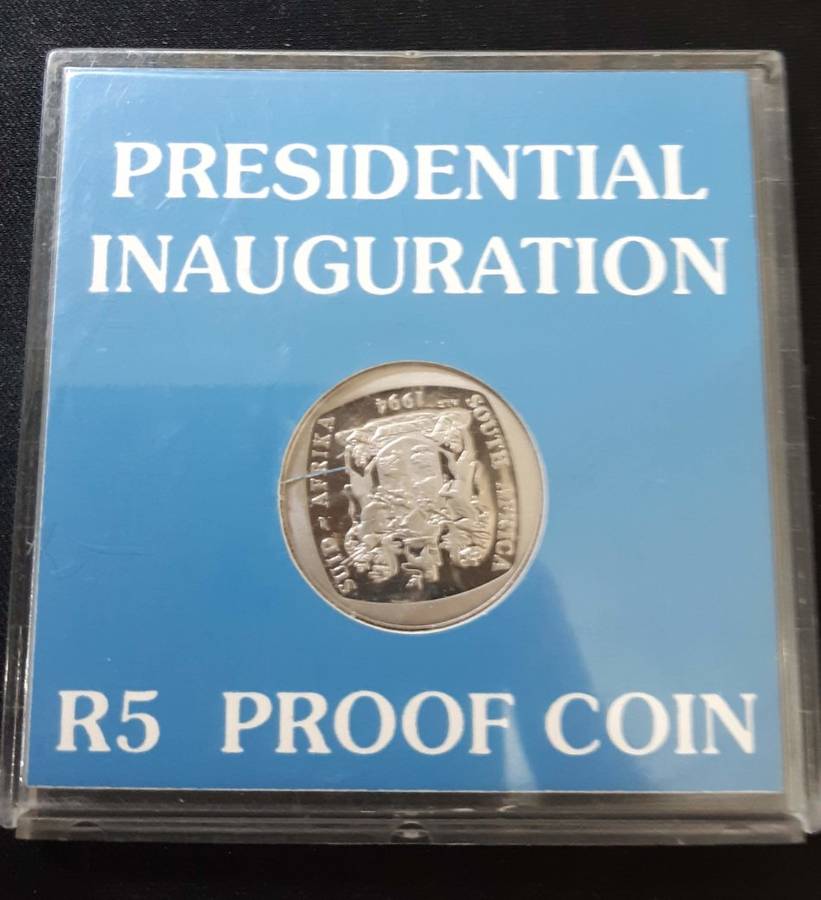 PRESIDENTIAL
INAUGURATION
SUID - AFRIKA
1994
SOUTH AFRICA
R5 PROOF COIN